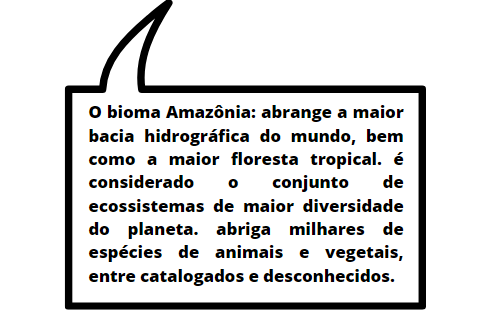 O bioma Amazônia: abrange a maior
bacia hidrográfica do mundo, bem
como a maior floresta tropical. é
considerado o conjunto de
ecossistemas de maior diversidade
do planeta. abriga milhares de
espécies de animais e vegetais,
entre catalogados e desconhecidos.